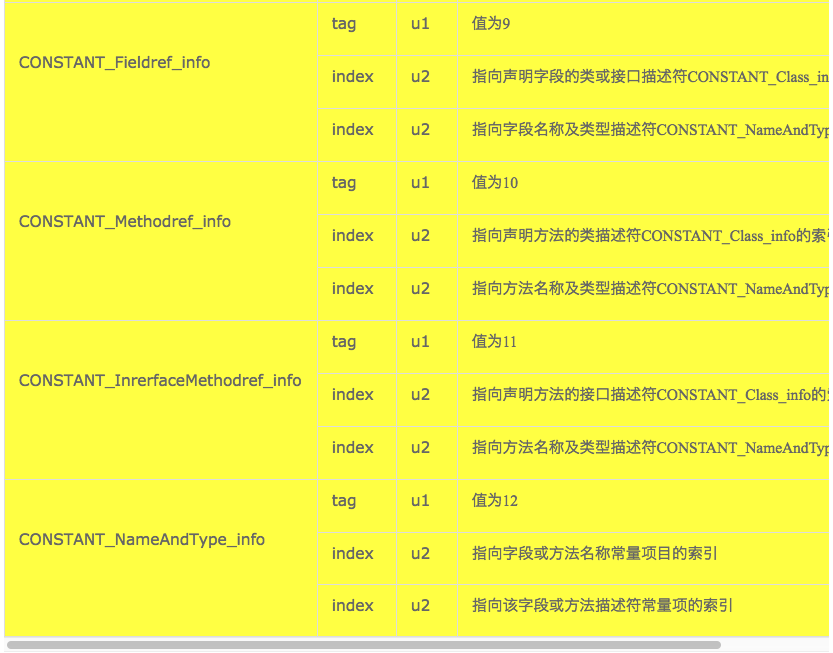 tag u1 值为9
CONSTANT_Fieldref_info
index u2 指向声明字段的类或接口描述符CONSTANT_Class_in
index u2 指向字段名称及类型描述符CONSTANT_NameAndTyp
tag u1 值为10
CONSTANT_Methodref_info
index u2 指向声明方法的类描述符CONSTANT_Class_info的索
index u2 指向方法名称及类型描述符CONSTANT_NameAndTyp
tag u1 值为11
CONSTANT_InrerfaceMethodref_info
index u2 指向声明方法的接口描述符CONSTANT_Class_info的
index u2 指向方法名称及类型描述符CONSTANT_NameAndTyp
tag u1 值为12
CONSTANT_NameAndType_info
index u2 指向字段或方法名称常量项目的索引
index u2 指向该字段或方法描述符常量项的索引